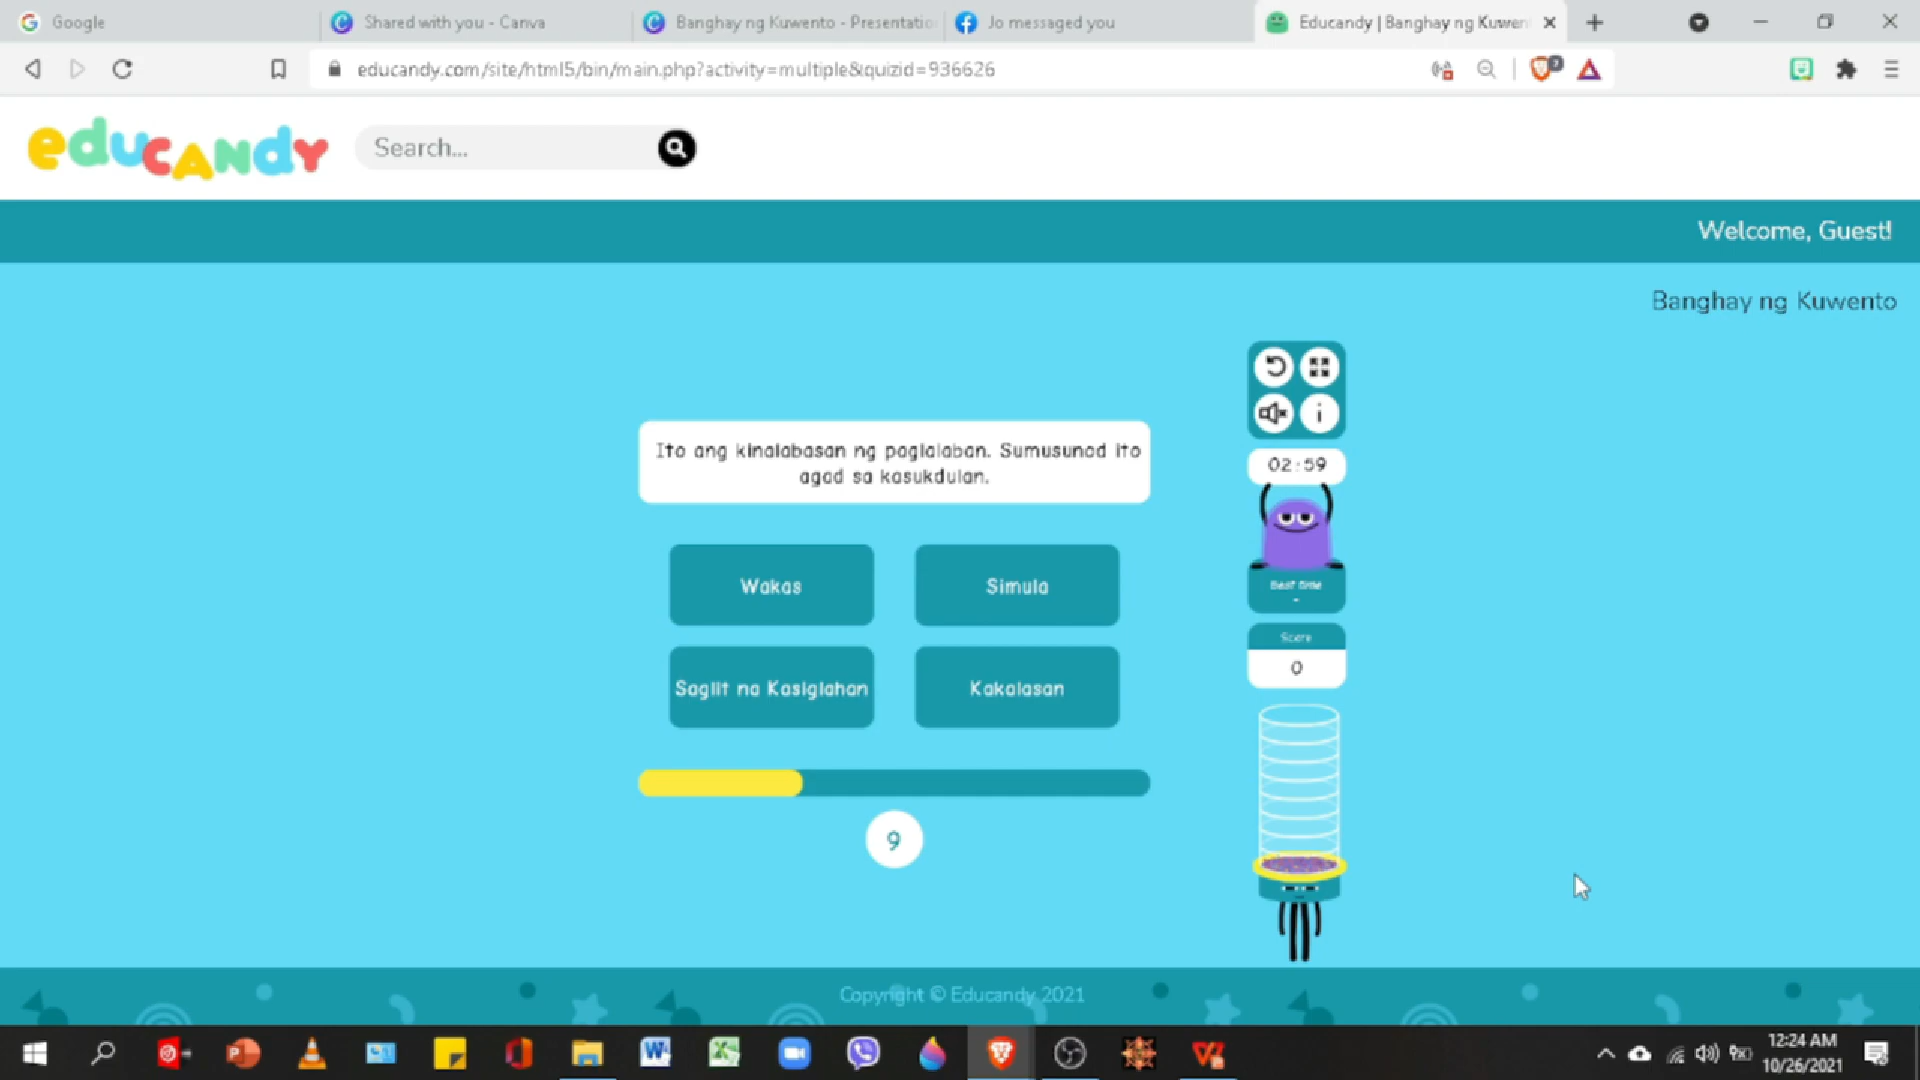 Google
Shared with you - Canva
Banghay ng Kuwento - Presentatio
Jo messaged you
Educandy | Banghay ng Kuwen
educandy.com/site/html5/bin/main.php?activity=multiple&quizid=936626
eduCANdy
Search...
Welcome, Guest!
Banghay ng Kuwento
Ito ang kinalabasan ng paglalaban. Sumusunod ito
agad sa kasukdulan.
02:59
Wakas
Simula
Best time
-
Saglit na Kasiglahan
Kakalasan
Score
0
9
Copyright © Educandy 2021
12:24 AM
10/26/2021